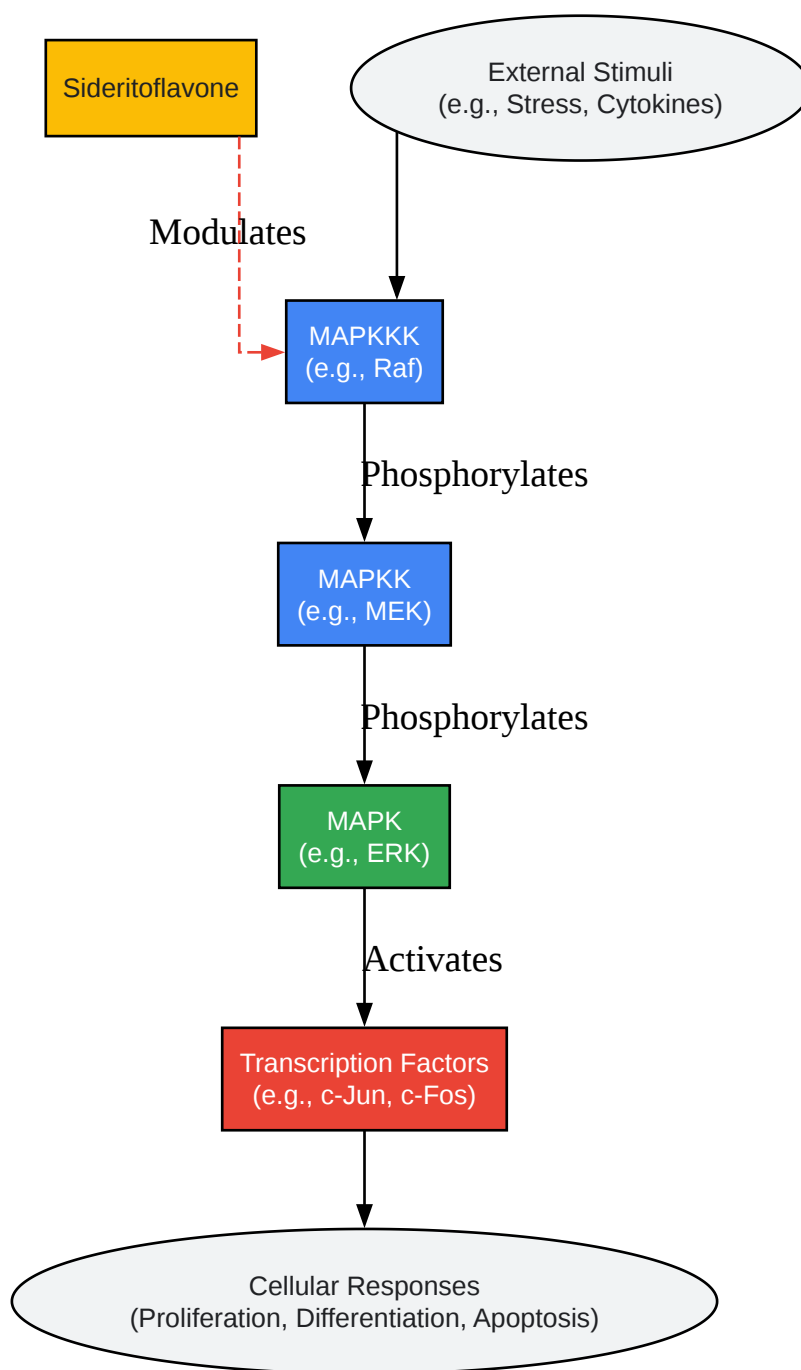 Sideritoflavone
External Stimuli
(e.g., Stress, Cytokines)
Modulates
MAPKKK
(e.g., Raf)
Phosphorylates
MAPKK
(e.g., MEK)
Phosphorylates
MAPK
(e.g., ERK)
Activates
Transcription Factors
(e.g., c-Jun, c-Fos)
Cellular Responses
(Proliferation, Differentiation, Apoptosis)